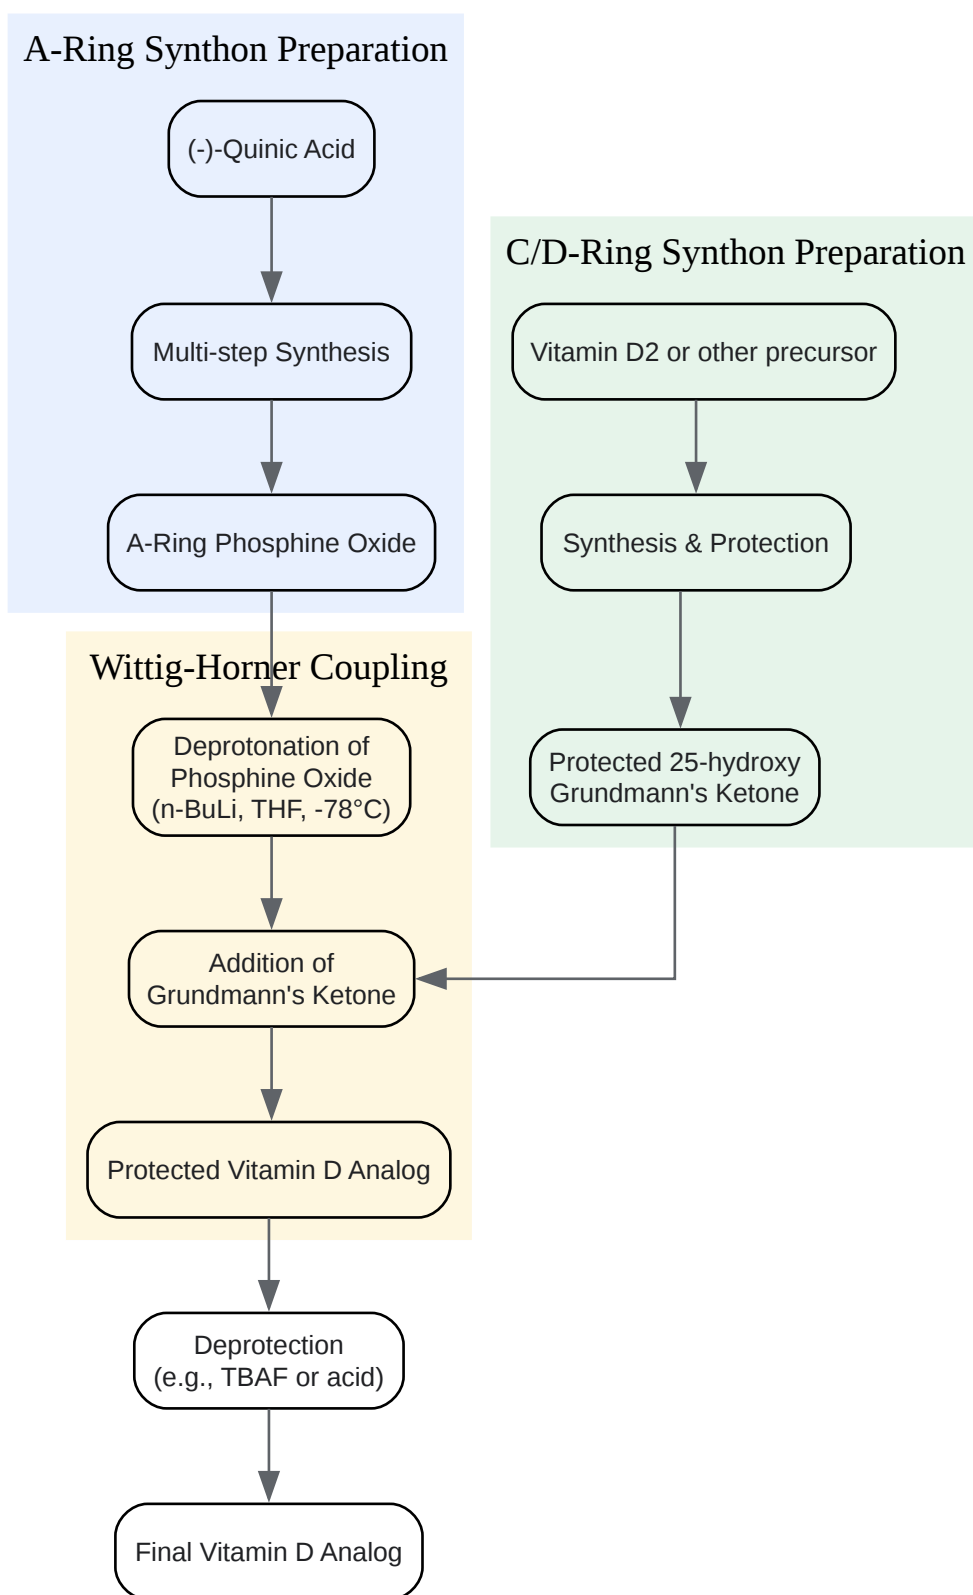 A-Ring Synthon Preparation
(-)-Quinic Acid
Multi-step Synthesis
A-Ring Phosphine Oxide
C/D-Ring Synthon Preparation
Vitamin D2 or other precursor
Synthesis & Protection
Protected 25-hydroxy
Grundmann's Ketone
Wittig-Horner Coupling
Deprotonation of
Phosphine Oxide
(n-BuLi, THF, -78°C)
Addition of
Grundmann's Ketone
Protected Vitamin D Analog
Deprotection
(e.g., TBAF or acid)
Final Vitamin D Analog